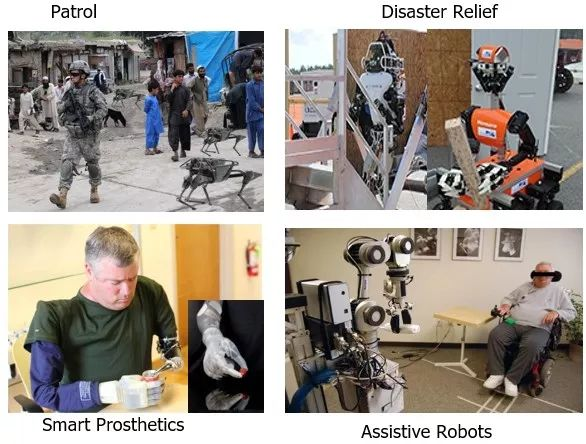 Patrol
Disaster Relief
Smart Prosthetics
Assistive Robots